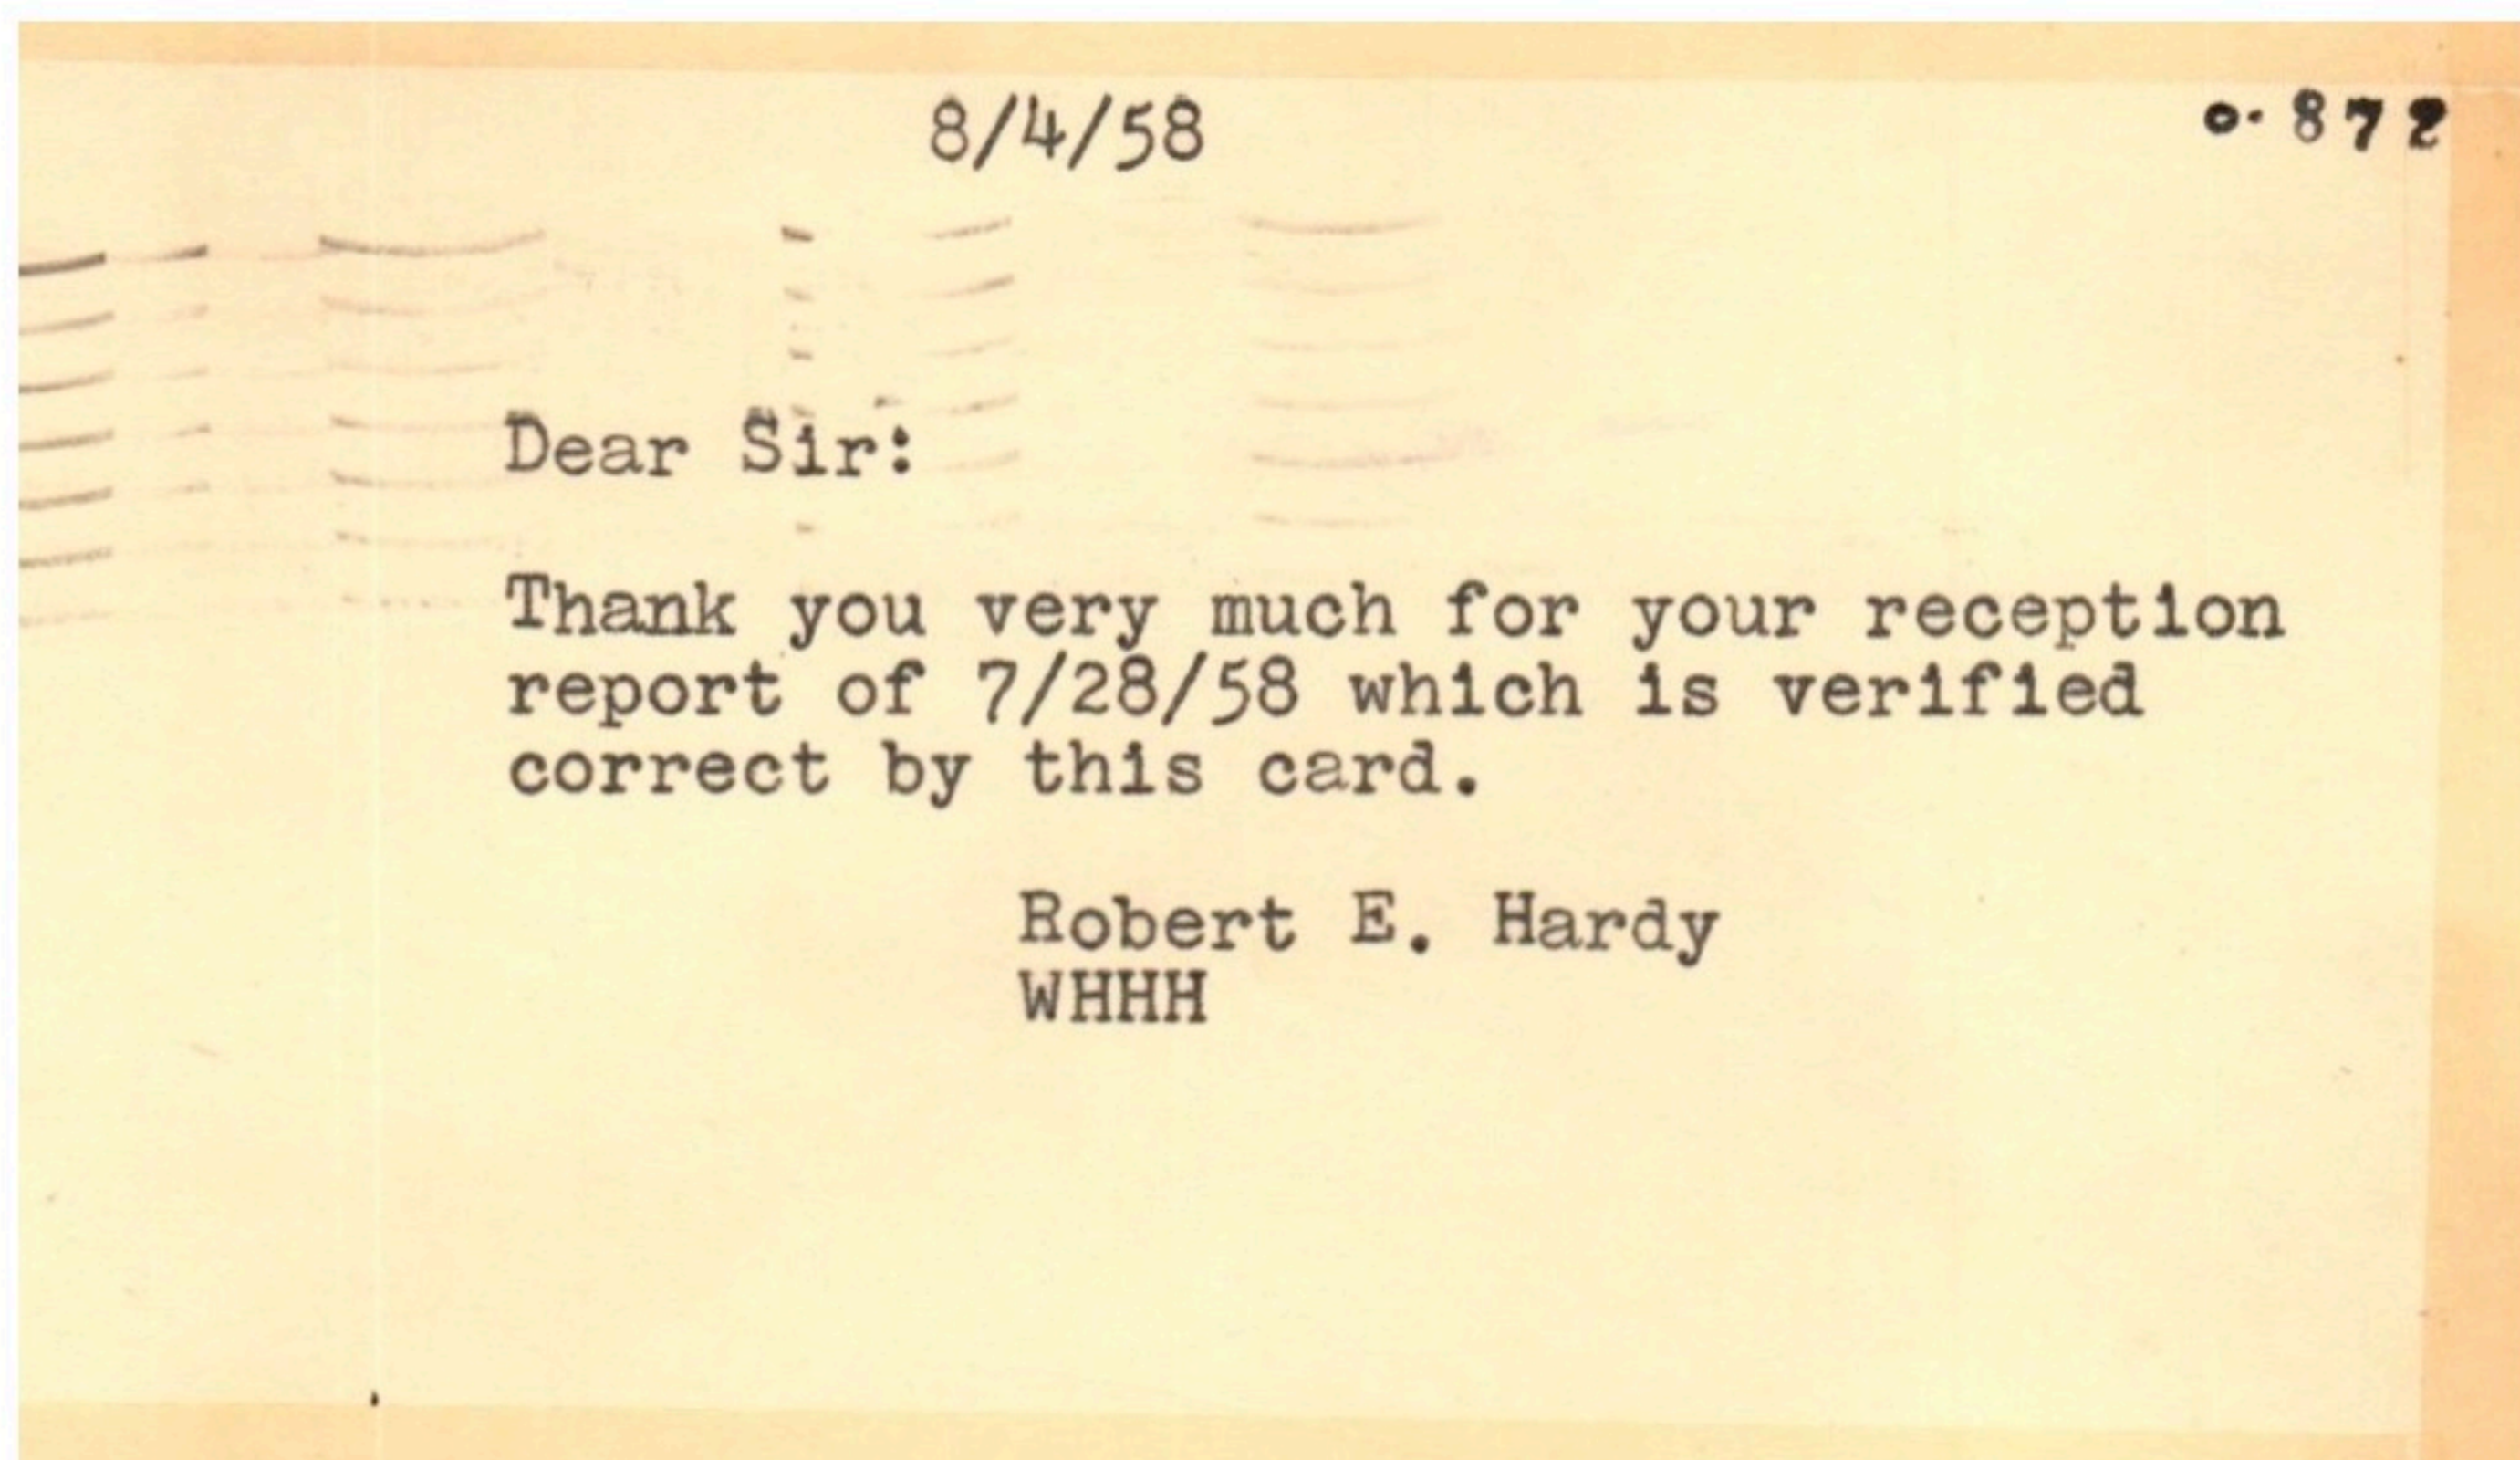 8/4/58
o. 872
Dear Sir:
Thank you very much for your reception
report of 7/28/58 which is verified
correct by this card.
Robert E. Hardy
WHHH